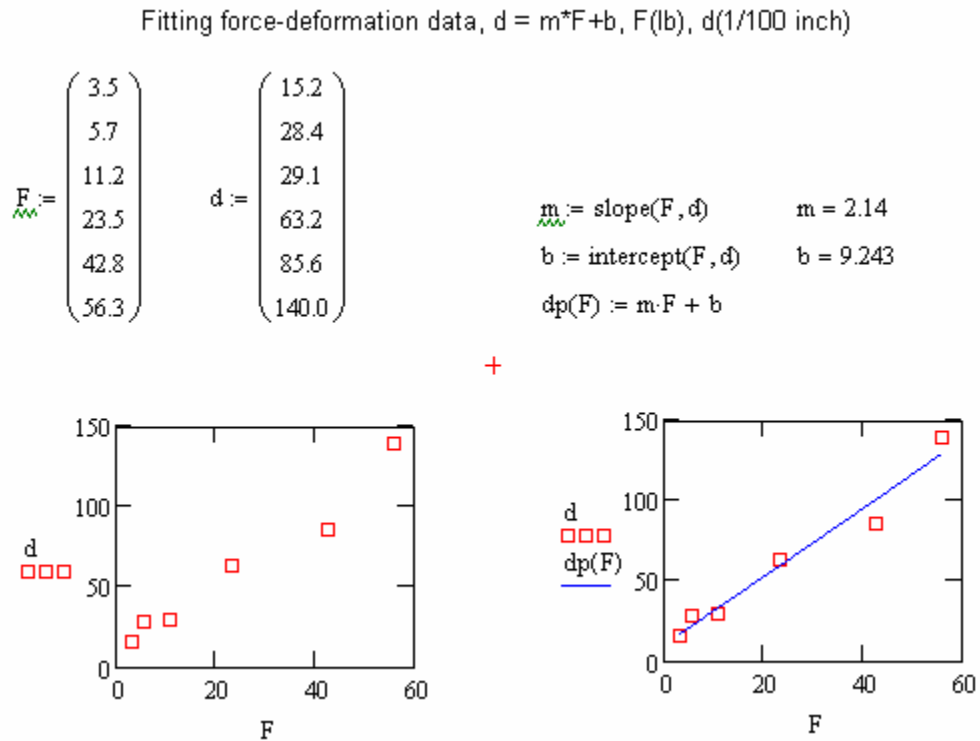 Fitting force-deformation data, d = m*F+b, F(lb), d(1/100 inch)
F :=
3.5
5.7
11.2
23.5
42.8
56.3
d :=
15.2
28.4
29.1
63.2
85.6
140.0
m := slope(F,d) m = 2.14
b := intercept(F,d) b = 9.243
dp(F) := m·F + b
+
150
100
50
0
d
0 20 40 60
F
150
100
50
0
d
dp(F)
0 20 40 60
F